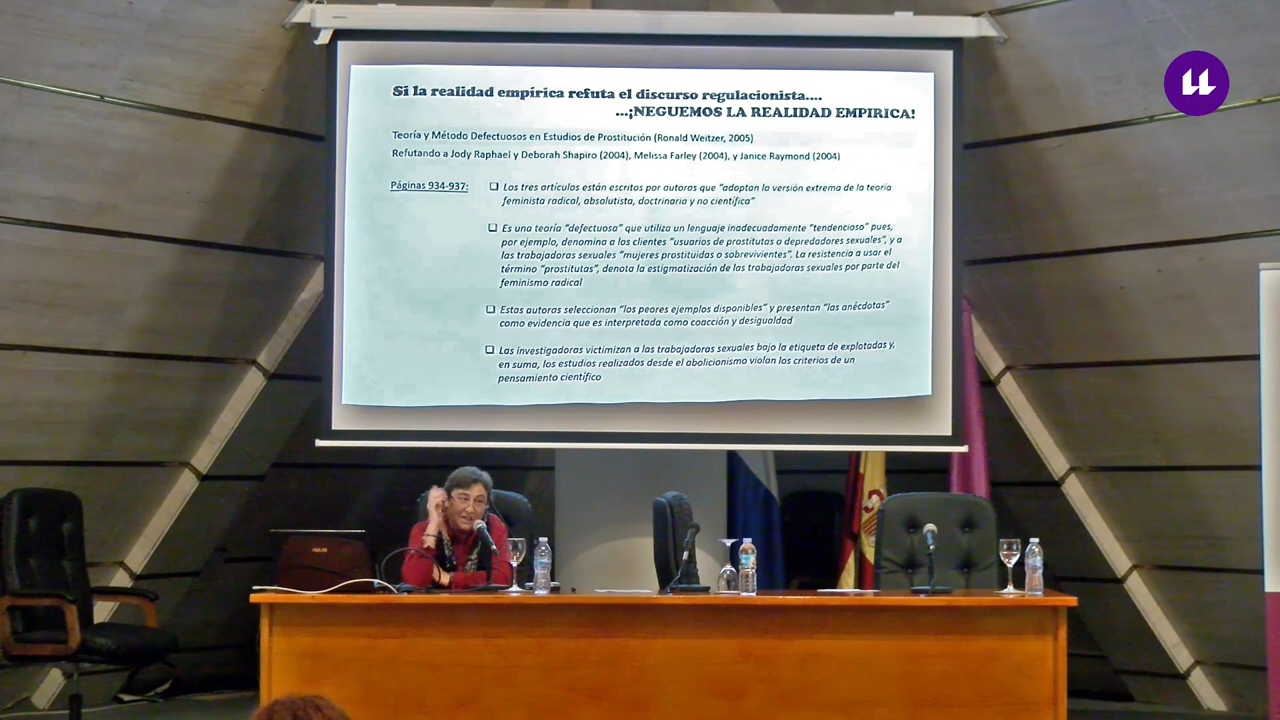 Si la realidad empírica refuta el discurso regulacionista....
...¡NEGUEMOS LA REALIDAD EMPIRICA!
Teoría y Método Defectuosos en Estudios de Prostitución (Ronald Weitzer, 2005)
Refutando a Jody Raphael y Deborah Shapiro (2004), Melissa Farley (2004), y Janice Raymond (2004)
Páginas 934-937:
Los tres artículos están escritos por autoras que "adoptan la versión extrema de la teoría
feminista radical, absolutista, doctrinaria y no científica"
Es una teoría "defectuosa" que utiliza un lenguaje inadecuadamente "tendencioso" pues,
por ejemplo, denomina a los clientes "usuarios de prostitutas o depredadores sexuales", y a
las trabajadoras sexuales "mujeres prostituidas o sobrevivientes". La resistencia a usar el
término "prostitutas", denota la estigmatización de las trabajadoras sexuales por parte del
feminismo radical
Estas autoras seleccionan "los peores ejemplos disponibles" y presentan "las anécdotas"
como evidencia que es interpretada como coacción y desigualdad
Las investigadoras victimizan a las trabajadoras sexuales bajo la etiqueta de explotadas y,
en suma, los estudios realizados desde el abolicionismo violan los criterios de un
pensamiento científico
ASUS